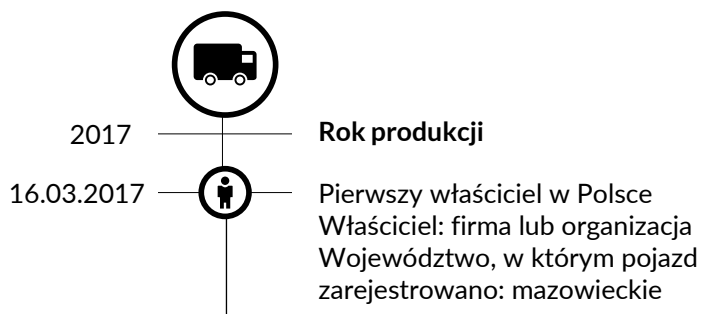 2017
Rok produkcji
16.03.2017
Pierwszy właściciel w Polsce
Właściciel: firma lub organizacja
Województwo, w którym pojazd
zarejestrowano: mazowieckie